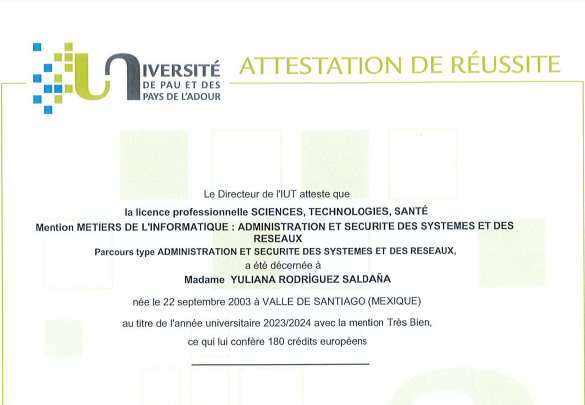 UNIVERSITÉ
DE PAU ET DES
PAYS DE L'ADOUR
ATTESTATION DE RÉUSSITE
Le Directeur de l'IUT atteste que
la licence professionnelle SCIENCES, TECHNOLOGIES, SANTÉ
Mention METIERS DE L'INFORMATIQUE : ADMINISTRATION ET SECURITE DES SYSTEMES ET DES
RESEAUX
Parcours type ADMINISTRATION ET SECURITE DES SYSTEMES ET DES RESEAUX,
a été décernée à
Madame YULIANA RODRÍGUEZ SALDAÑA
née le 22 septembre 2003 à VALLE DE SANTIAGO (MEXIQUE)
au titre de l'année universitaire 2023/2024 avec la mention Très Bien,
ce qui lui confère 180 crédits européens